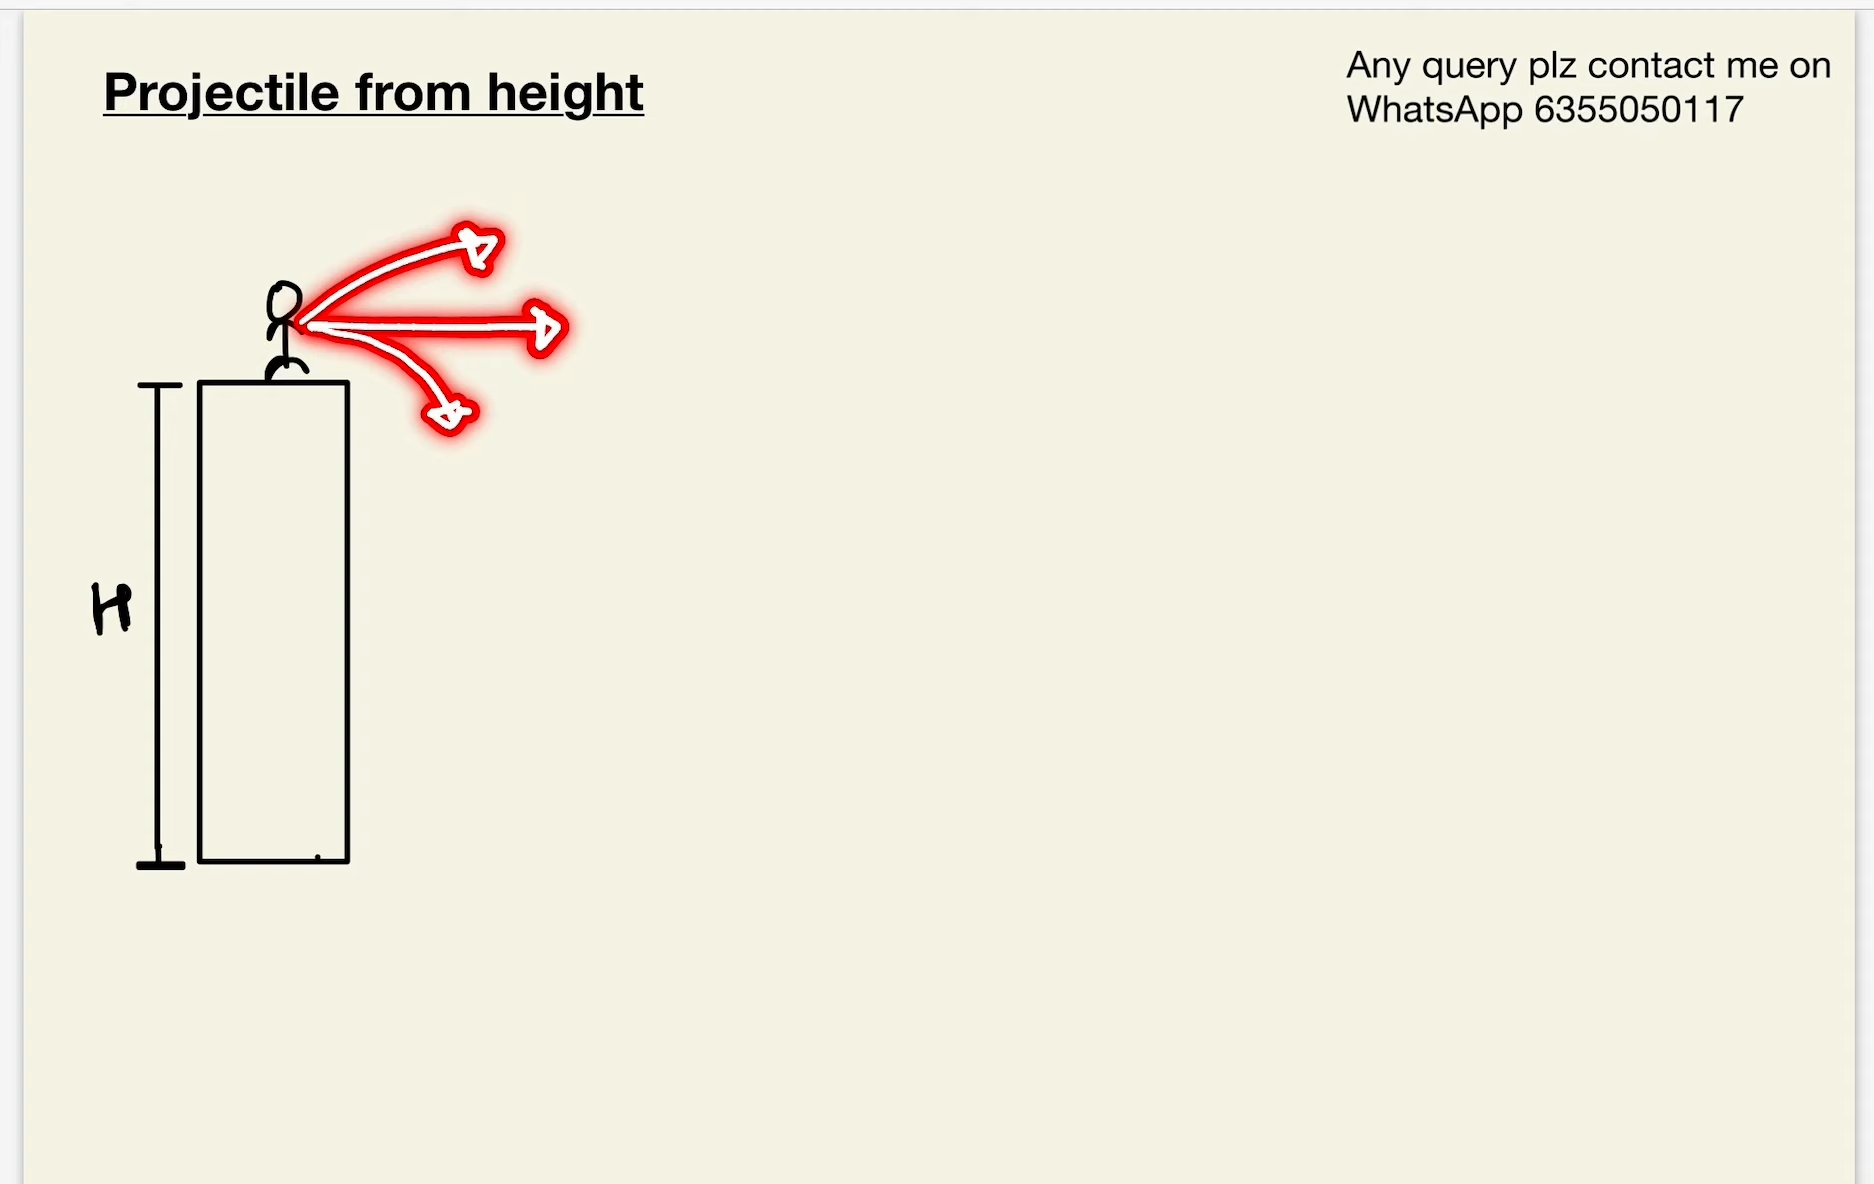 Projectile from height
Any query plz contact me on
WhatsApp 6355050117
H